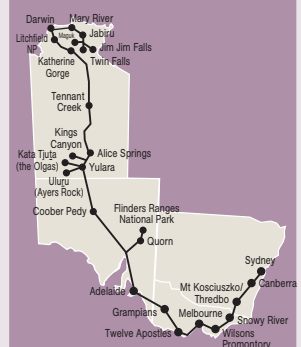 Darwin
Mary River
Litchfield
NP
Maguk
Jabiru
Jim Jim Falls
Twin Falls
Katherine
Gorge
Tennant
Creek
Kings
Canyon
Alice Springs
Kata Tjuta
(the Olgas)
Yulara
Uluru
(Ayers Rock)
Coober Pedy
Flinders Ranges
National Park
Quorn
Sydney
Adelaide
Mt Kosciuszko/
Thredbo
Canberra
Grampians
Melbourne
Snowy River
Twelve Apostles
Wilsons
Promontory